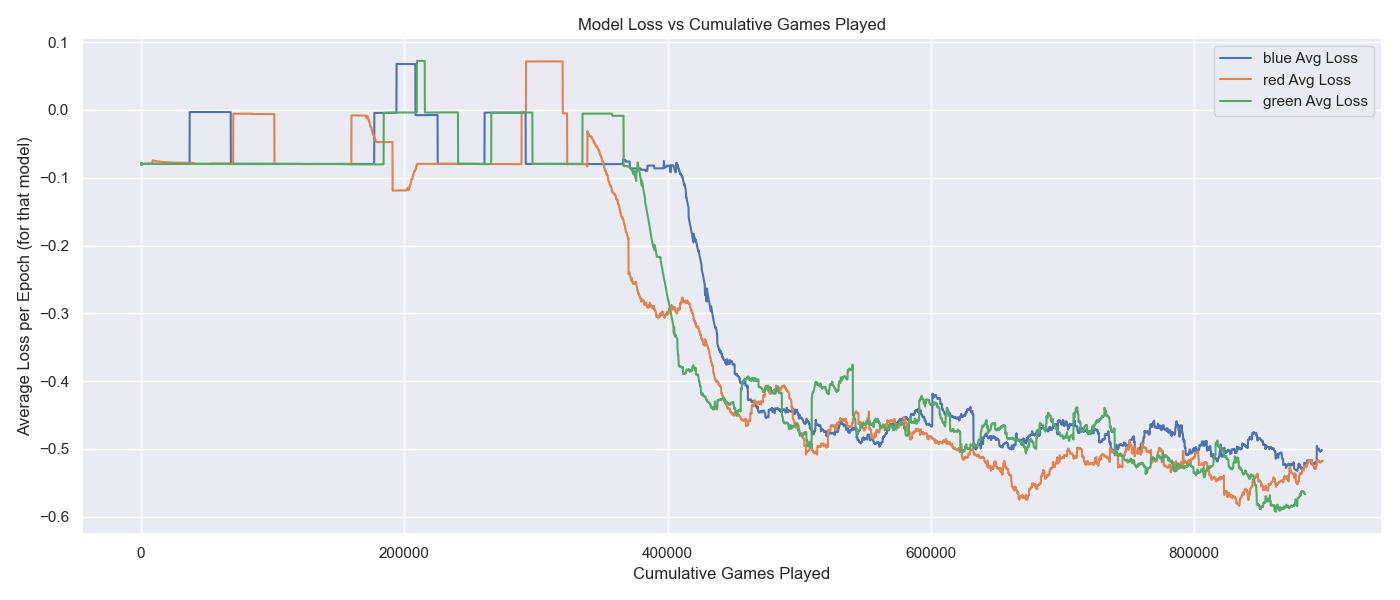 Model Loss vs Cumulative Games Played
blue Avg Loss
red Avg Loss
green Avg Loss
Average Loss per Epoch (for that model)
0.1
0.0
−0.1
−0.2
−0.3
−0.4
−0.5
−0.6
0 200000 400000 600000 800000
Cumulative Games Played